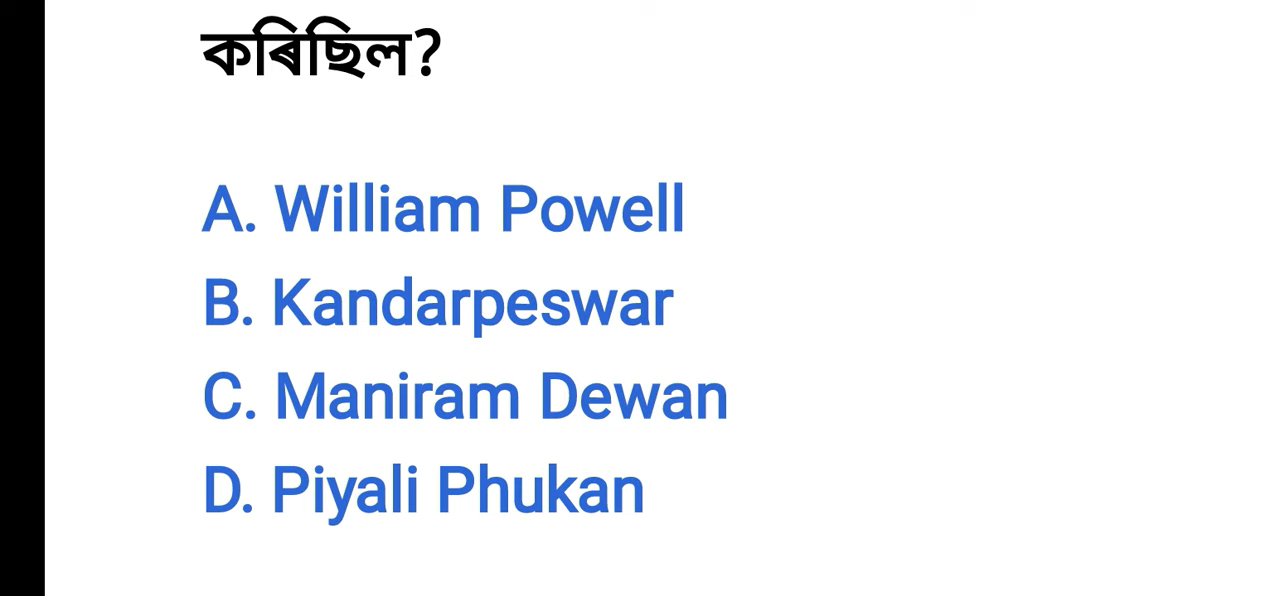 কৰিছিল?
A. William Powell
B. Kandarpeswar
C. Maniram Dewan
D. Piyali Phukan